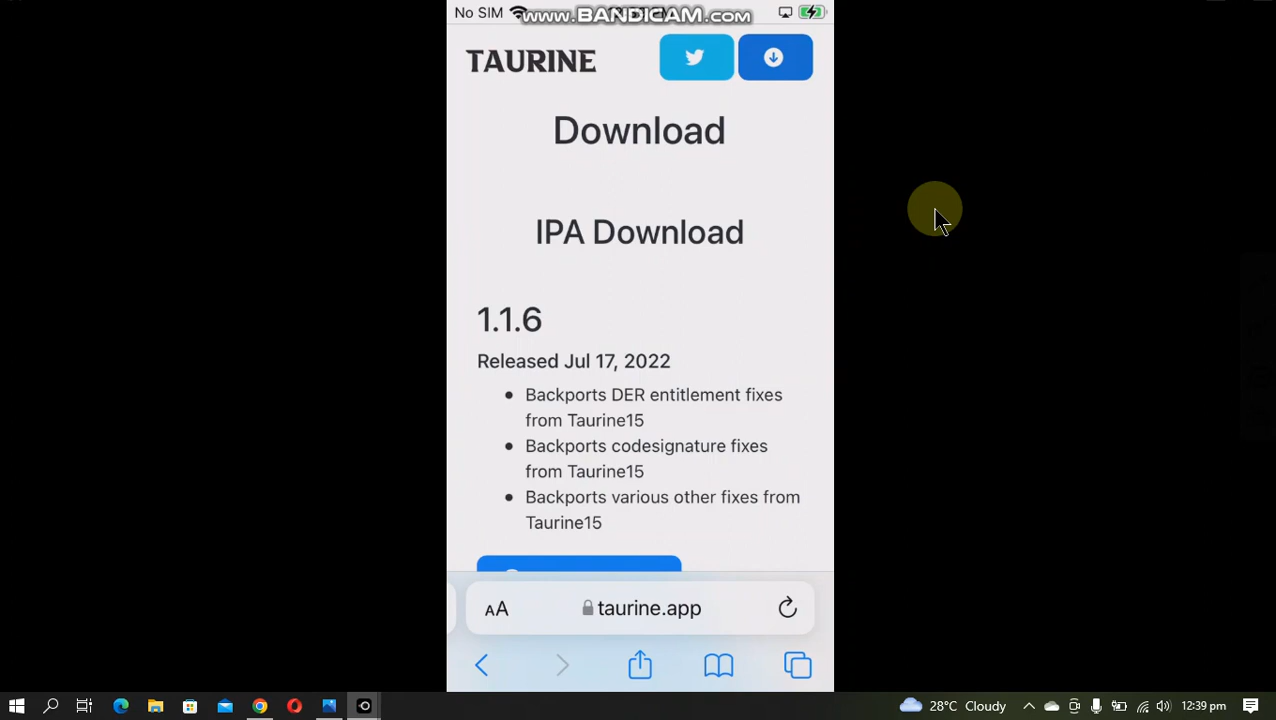 No SIM
www.BANDICAM.com
TAURINE
Download
IPA Download
1.1.6
Released Jul 17, 2022
Backports DER entitlement fixes
from Taurine15
Backports codesignature fixes
from Taurine15
Backports various other fixes from
Taurine15
AA
taurine.app
28°C Cloudy
12:39 pm